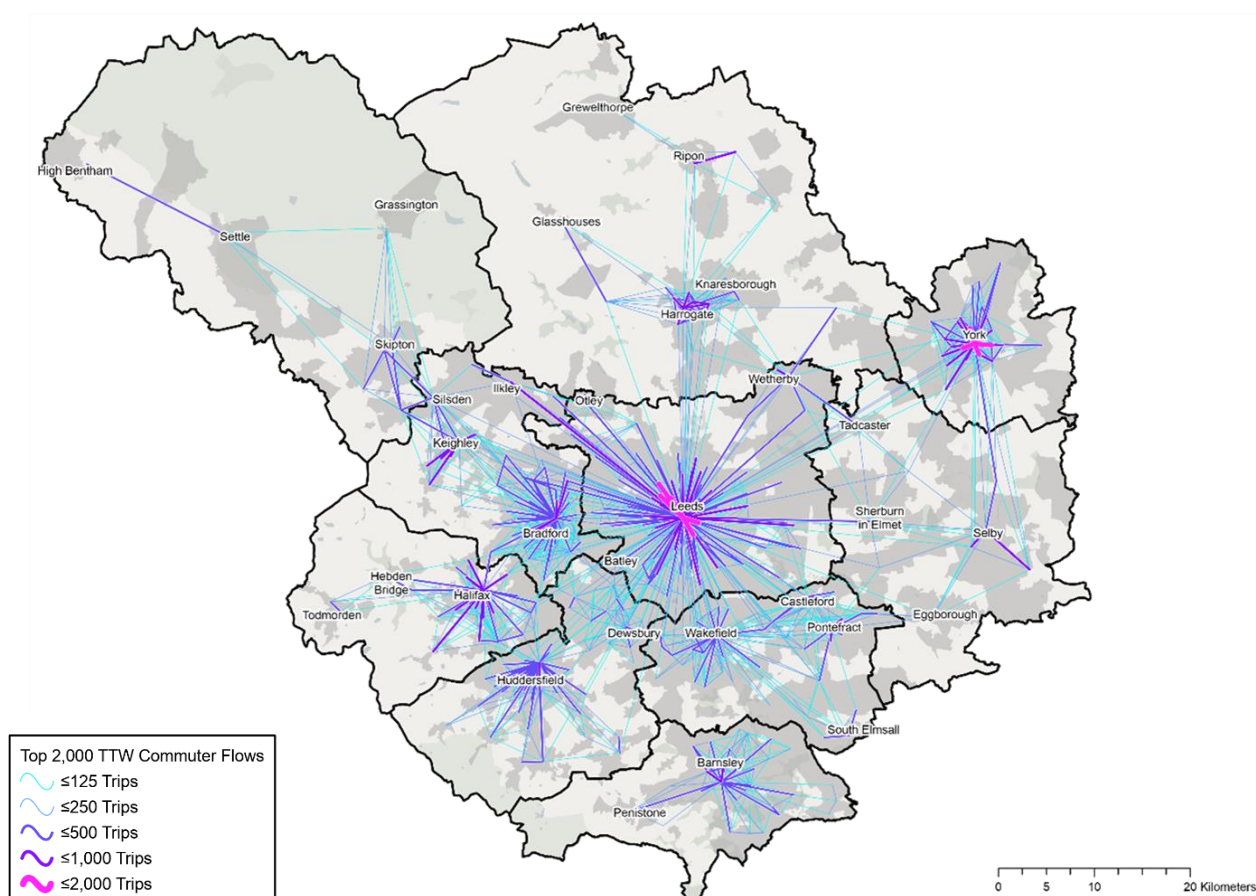 Grewelthorpe
Ripon
High Bentham
Grassington
Glasshouses
Settle
Knaresborough
Harrogate
York
Skipton
Wetherby
Ilkley
Otley
Silsden
Tadcaster
Keighley
Leeds
Sherburn
in Elmet
Bradford
Selby
Batley
Hebden
Bridge
Halifax
Castleford
Todmorden
Eggborough
Pontefract
Dewsbury
Wakefield
Huddersfield
South Elmsall
Barnsley
Penistone
Top 2,000 TTW Commuter Flows
≤125 Trips
≤250 Trips
≤500 Trips
≤1,000 Trips
≤2,000 Trips
0 5 10 20 Kilometers